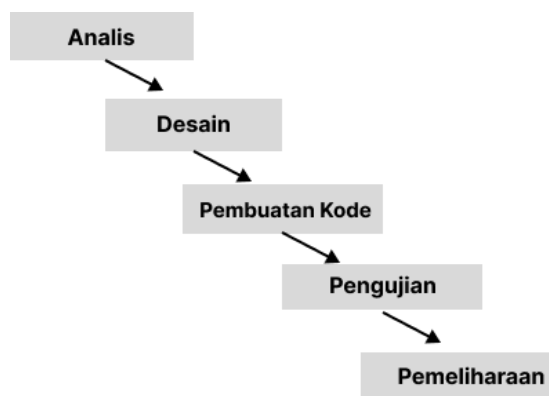 Analis
Desain
Pembuatan Kode
Pengujian
Pemeliharaan